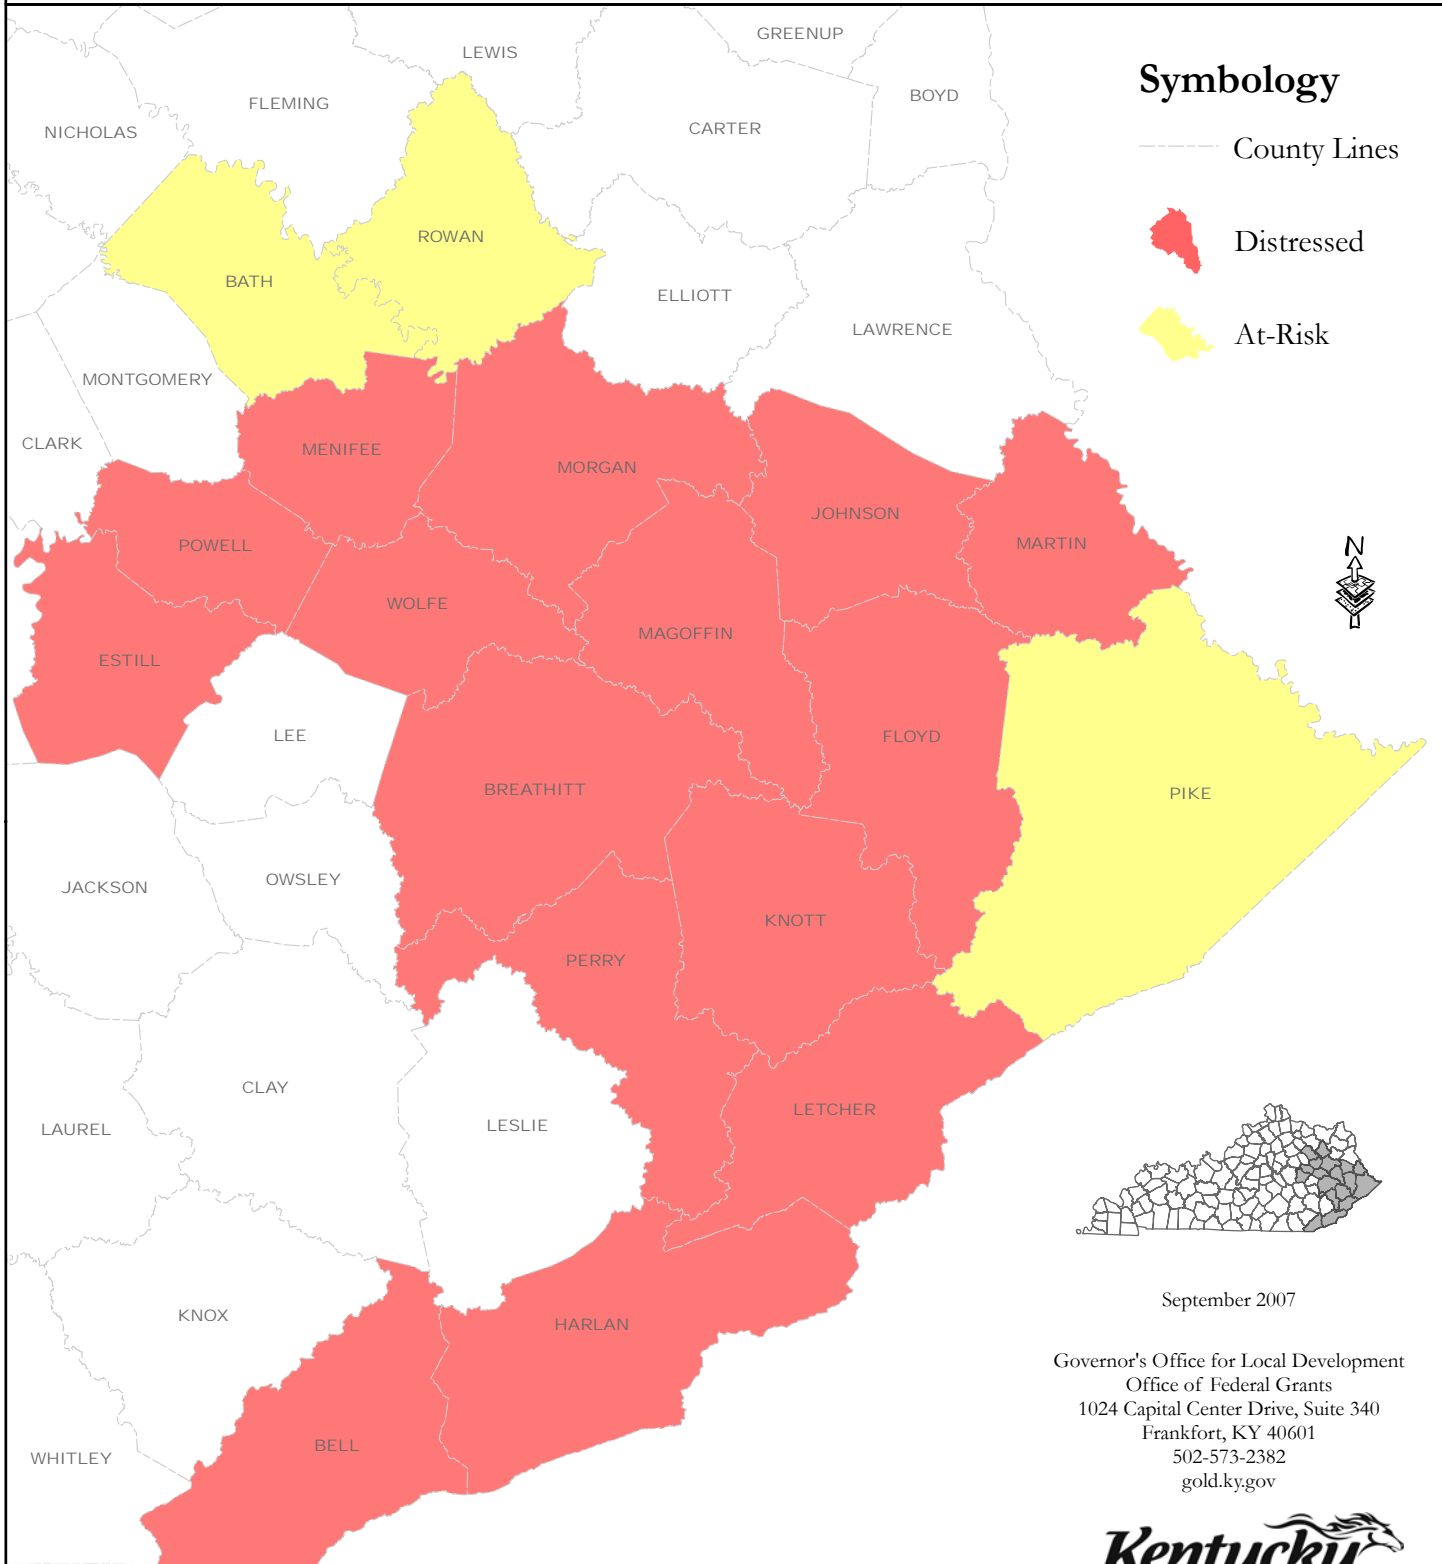 GREENUP
LEWIS
FLEMING
BOYD
NICHOLAS
CARTER
ROWAN
BATH
ELLIOTT
LAWRENCE
MONTGOMERY
CLARK
MENIFEE
MORGAN
JOHNSON
POWELL
MARTIN
WOLFE
MAGOFFIN
ESTILL
LEE
FLOYD
BREATHITT
PIKE
JACKSON
OWSLEY
KNOTT
PERRY
CLAY
LETCHER
LAUREL
LESLIE
KNOX
HARLAN
BELL
WHITLEY
Symbology
County Lines
Distressed
At-Risk
N
September 2007
Governor's Office for Local Development
Office of Federal Grants
1024 Capital Center Drive, Suite 340
Frankfort, KY 40601
502-573-2382
gold.ky.gov
Kentucky